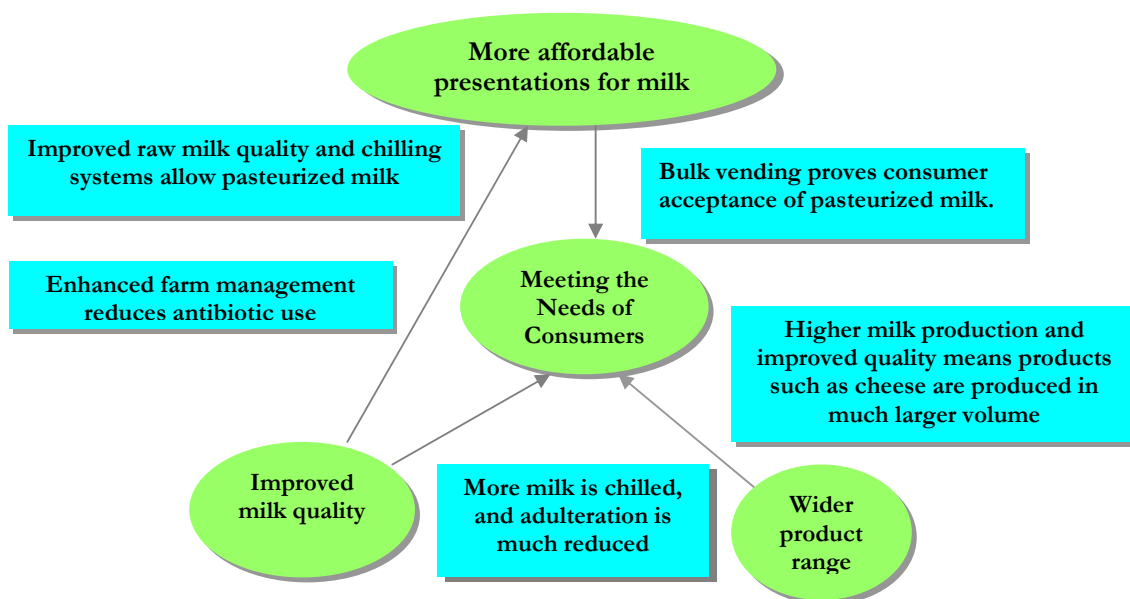 More affordable
presentations for milk
Improved raw milk quality and chilling
systems allow pasteurized milk
Bulk vending proves consumer
acceptance of pasteurized milk.
Enhanced farm management
reduces antibiotic use
Meeting the
Needs of
Consumers
Higher milk production and
improved quality means products
such as cheese are produced in
much larger volume
Improved
milk quality
More milk is chilled,
and adulteration is
much reduced
Wider
product
range